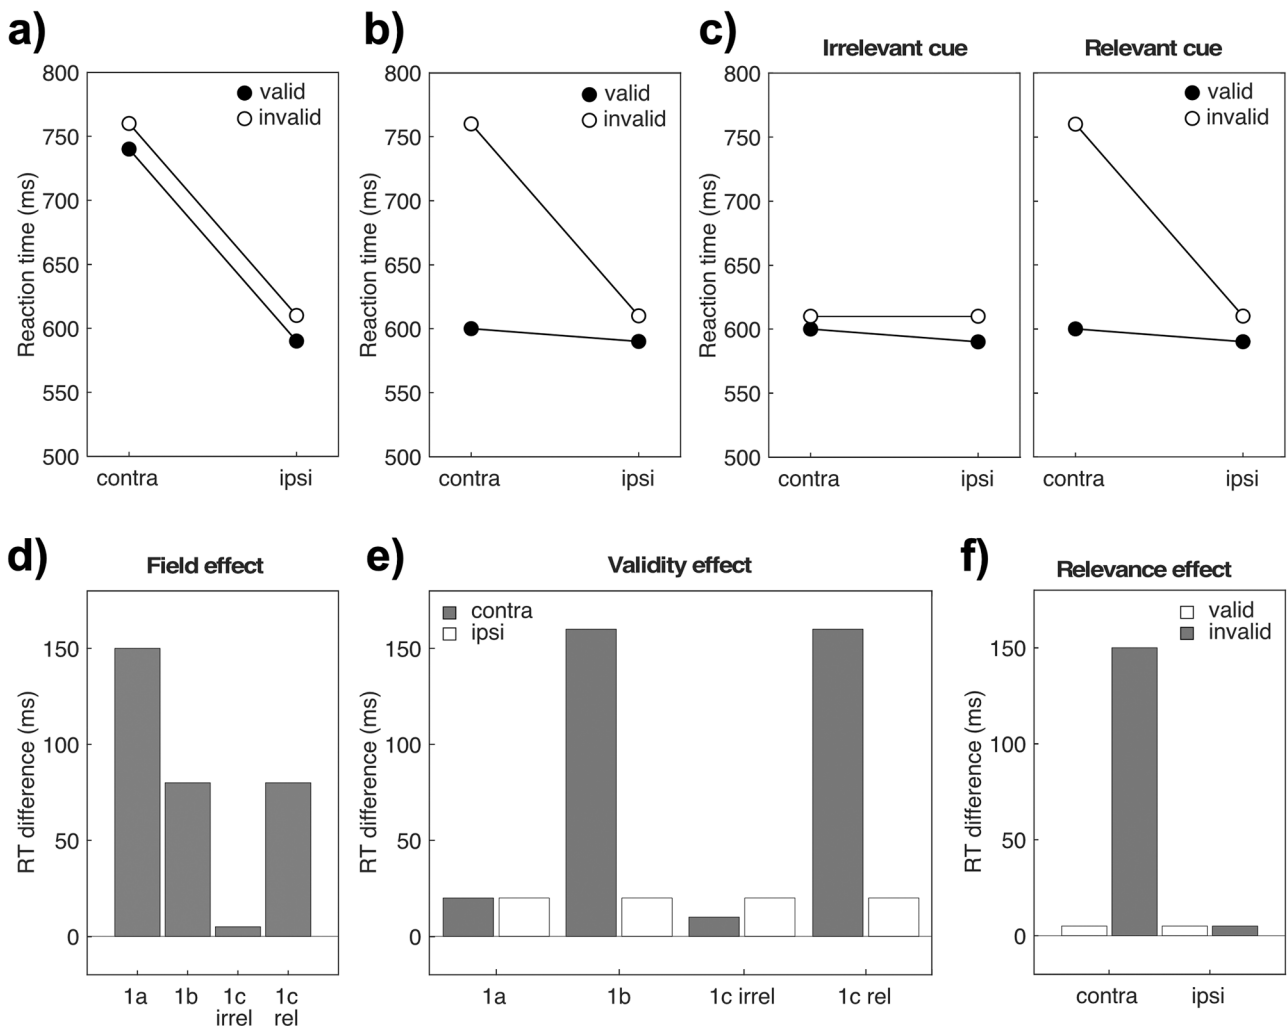 a)
800
750
700
650
600
550
500
Reaction time (ms)
valid
invalid
contra
ipsi
b)
800
750
700
650
600
550
500
Reaction time (ms)
valid
invalid
contra
ipsi
c)
Irrelevant cue
Relevant cue
800
750
700
650
600
550
500
Reaction time (ms)
contra
ipsi
valid
invalid
contra
ipsi
d)
Field effect
150
100
50
0
RT difference (ms)
1a
1b
1c
irrel
1c
rel
e)
Validity effect
contra
ipsi
150
100
50
0
RT difference (ms)
1a
1b
1c irrel
1c rel
f)
Relevance effect
valid
invalid
150
100
50
0
RT difference (ms)
contra
ipsi